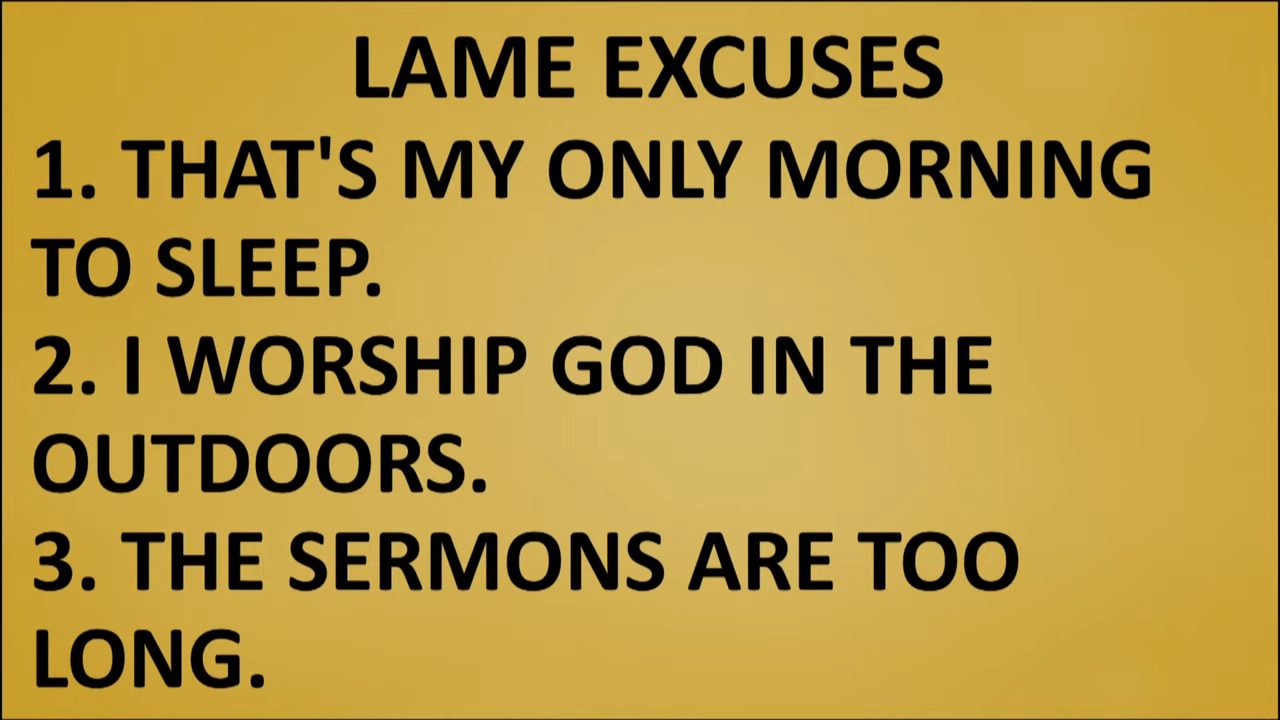 LAME EXCUSES
1. THAT'S MY ONLY MORNING
TO SLEEP.
2. I WORSHIP GOD IN THE
OUTDOORS.
3. THE SERMONS ARE TOO
LONG.